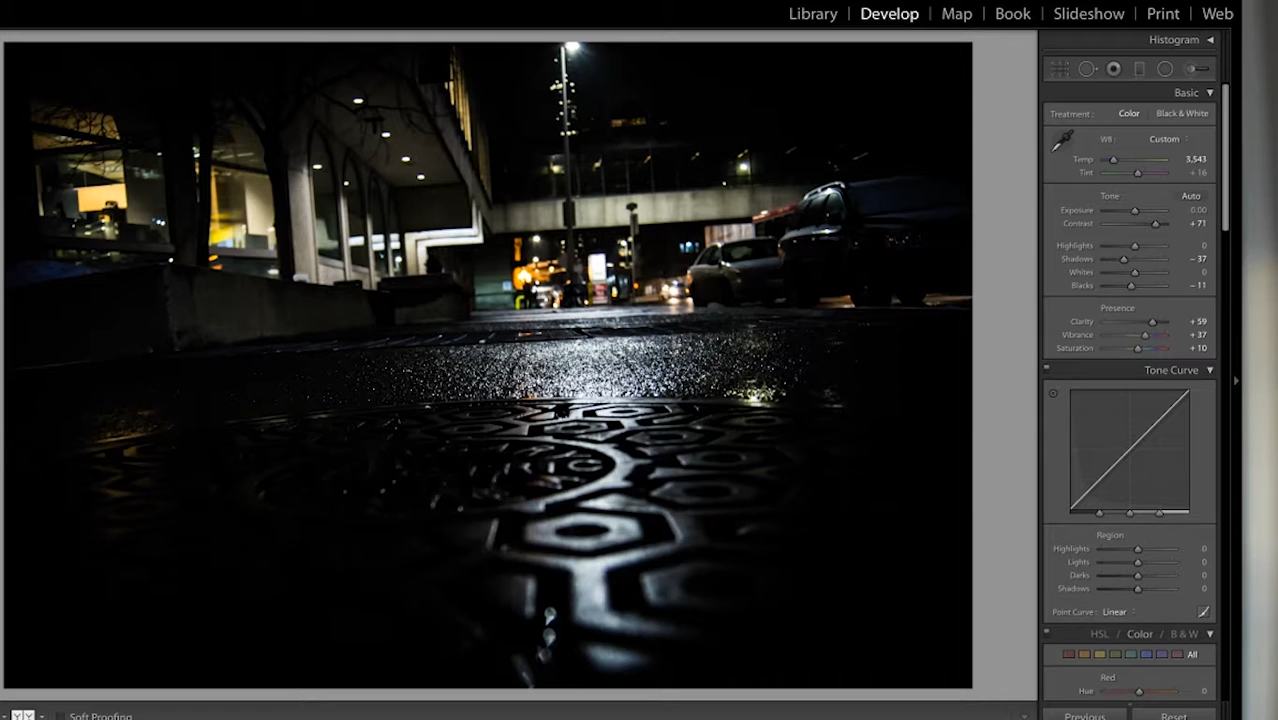 Library | Develop | Map | Book | Slideshow | Print | Web
Histogram
Basic
Treatment : Color Black & White
WB : Custom
Temp 3,543
Tint + 16
Tone Auto
Exposure 0.00
Contrast + 71
Highlights 0
Shadows – 37
Whites 0
Blacks – 11
Presence
Clarity + 59
Vibrance + 37
Saturation + 10
Tone Curve
Region
Highlights 0
Lights 0
Darks 0
Shadows 0
Point Curve : Linear
HSL / Color / B & W
All
Red
Hue 0
Y Y Soft Proofing
Previous Reset